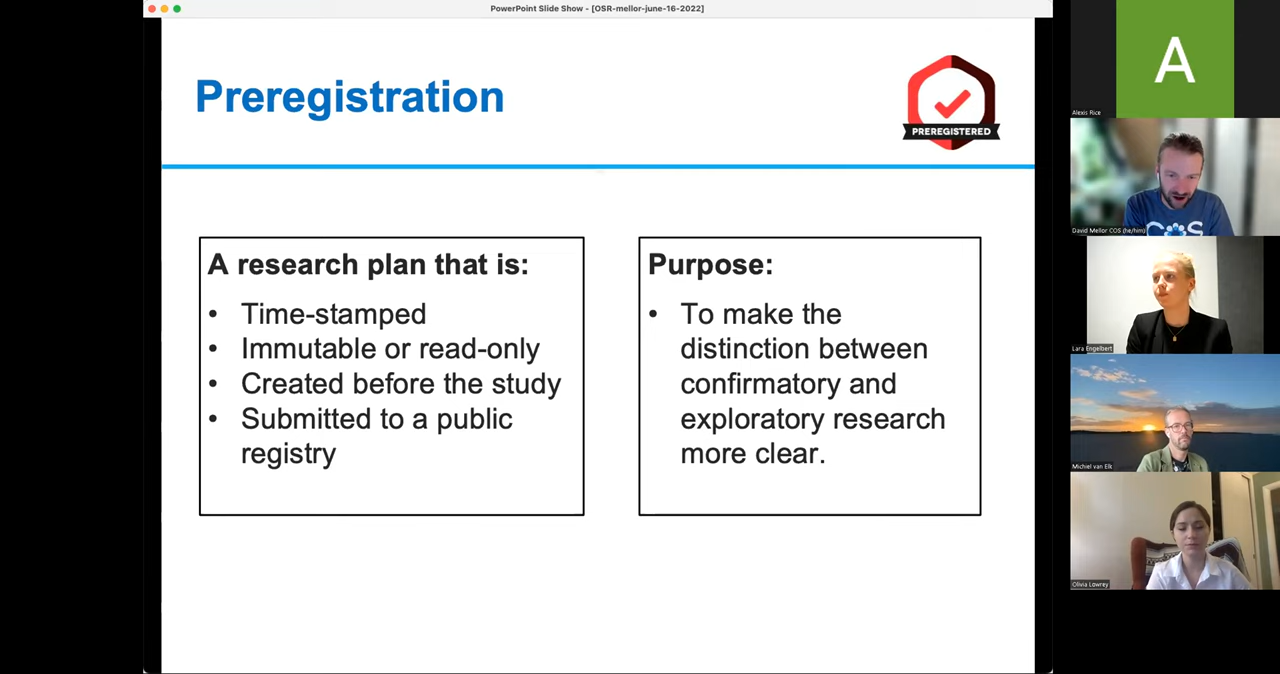 PowerPoint Slide Show - [OSR-mellor-june-16-2022]
Preregistration
PREREGISTERED
A research plan that is:
• Time-stamped
• Immutable or read-only
• Created before the study
• Submitted to a public
registry
Purpose:
• To make the
distinction between
confirmatory and
exploratory research
more clear.
A
Alexis Rice
COS
David Mellor COS (he/him)
Lara Engelbert
Michiel van Elk
Olivia Lowrey